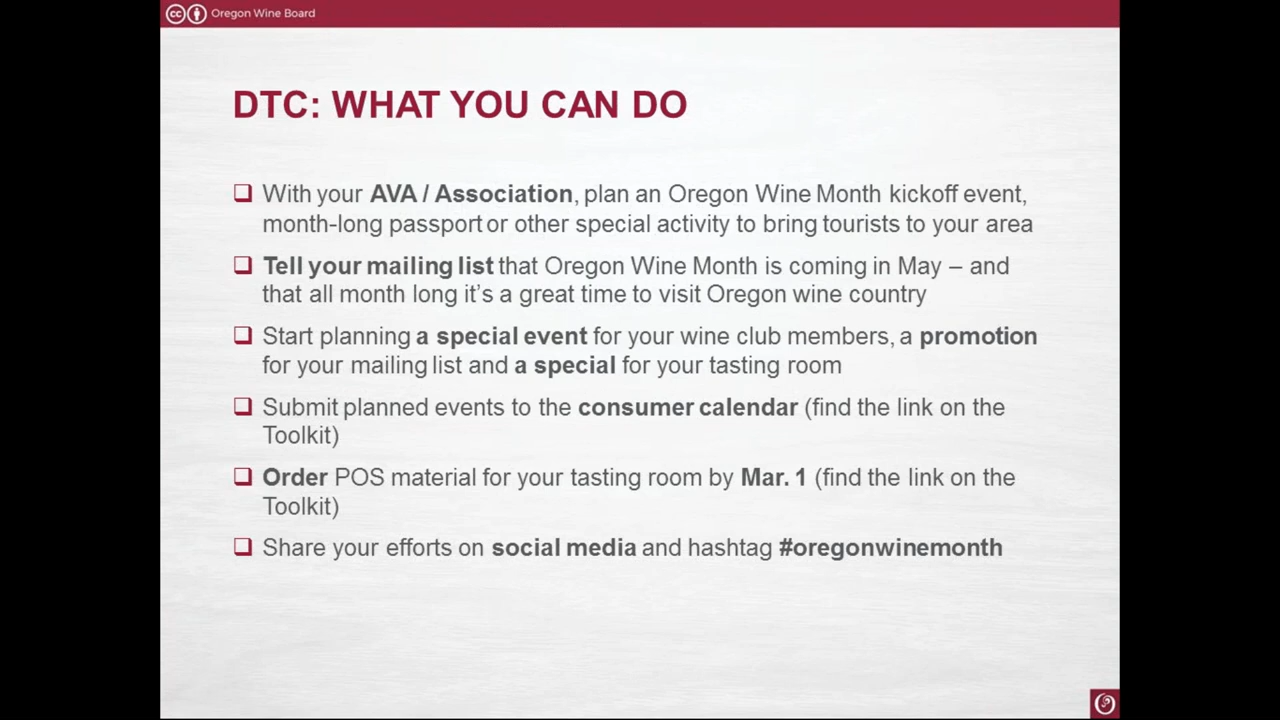 Oregon Wine Board
DTC: WHAT YOU CAN DO
With your AVA / Association, plan an Oregon Wine Month kickoff event,
month-long passport or other special activity to bring tourists to your area
Tell your mailing list that Oregon Wine Month is coming in May – and
that all month long it's a great time to visit Oregon wine country
Start planning a special event for your wine club members, a promotion
for your mailing list and a special for your tasting room
Submit planned events to the consumer calendar (find the link on the
Toolkit)
Order POS material for your tasting room by Mar. 1 (find the link on the
Toolkit)
Share your efforts on social media and hashtag #oregonwinemonth